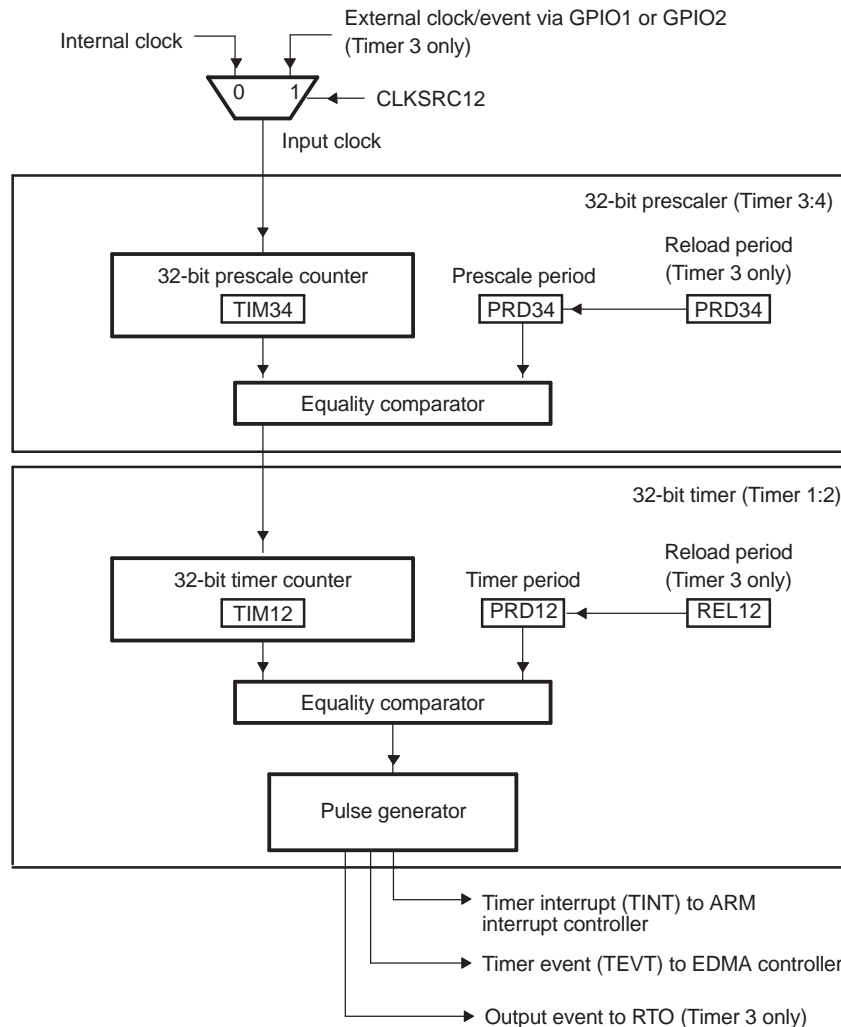 External clock/event via GPIO1 or GPIO2
(Timer 3 only)
Internal clock
0
1
CLKSRC12
Input clock
32-bit prescaler (Timer 3:4)
32-bit prescale counter
TIM34
Prescale period
PRD34
Reload period
(Timer 3 only)
PRD34
Equality comparator
32-bit timer (Timer 1:2)
32-bit timer counter
TIM12
Timer period
PRD12
Reload period
(Timer 3 only)
REL12
Equality comparator
Pulse generator
Timer interrupt (TINT) to ARM
interrupt controller
Timer event (TEVT) to EDMA controller
Output event to RTO (Timer 3 only)